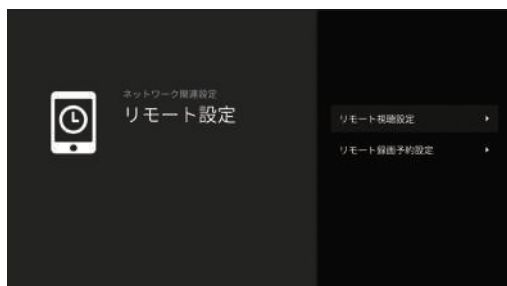 ネットワーク関連設定
リモート設定
リモート視聴設定
リモート録画予約設定